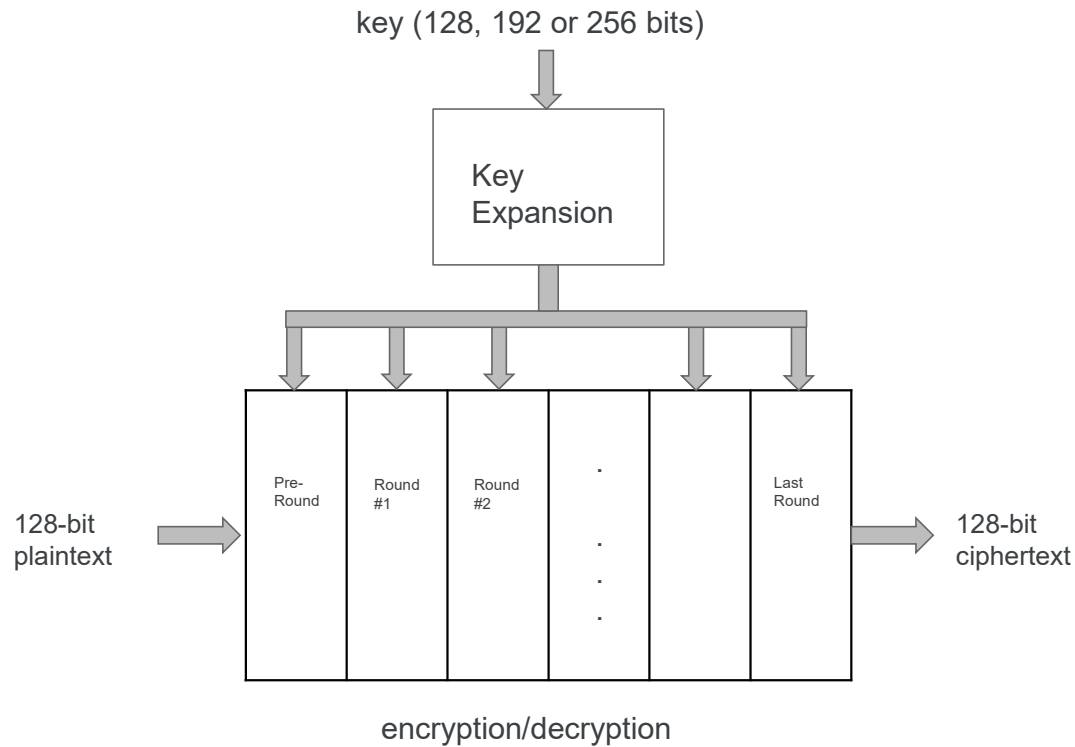 key (128, 192 or 256 bits)
Key
Expansion
Pre-
Round
Round
#1
Round
#2
.
.
.
.
Last
Round
128-bit
plaintext
128-bit
ciphertext
encryption/decryption